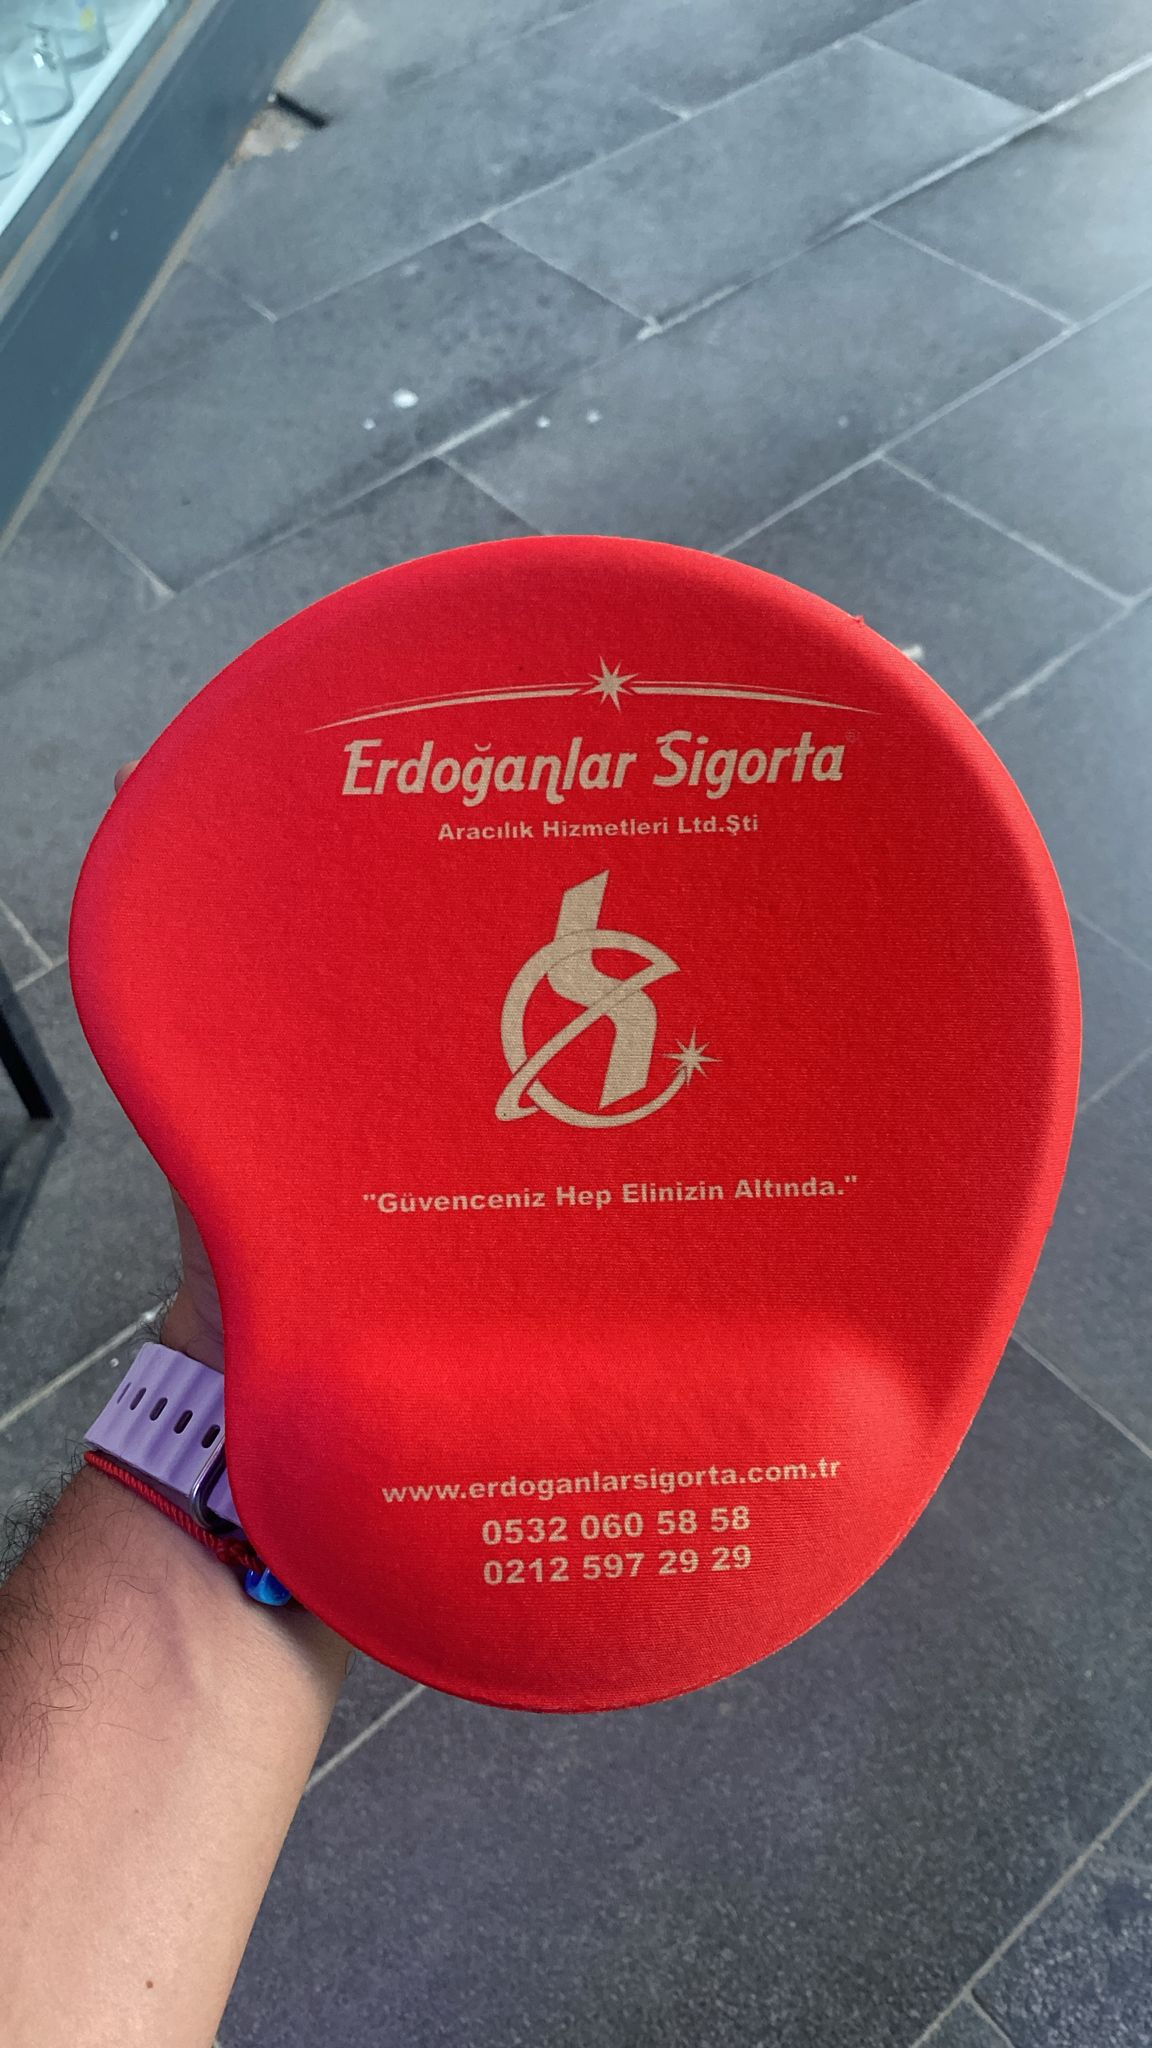 Erdoğanlar Sigorta
Aracılık Hizmetleri Ltd.Şti
"Güvenceniz Hep Elinizin Altında."
www.erdoganlarsigorta.com.tr
0532 060 58 58
0212 597 29 29